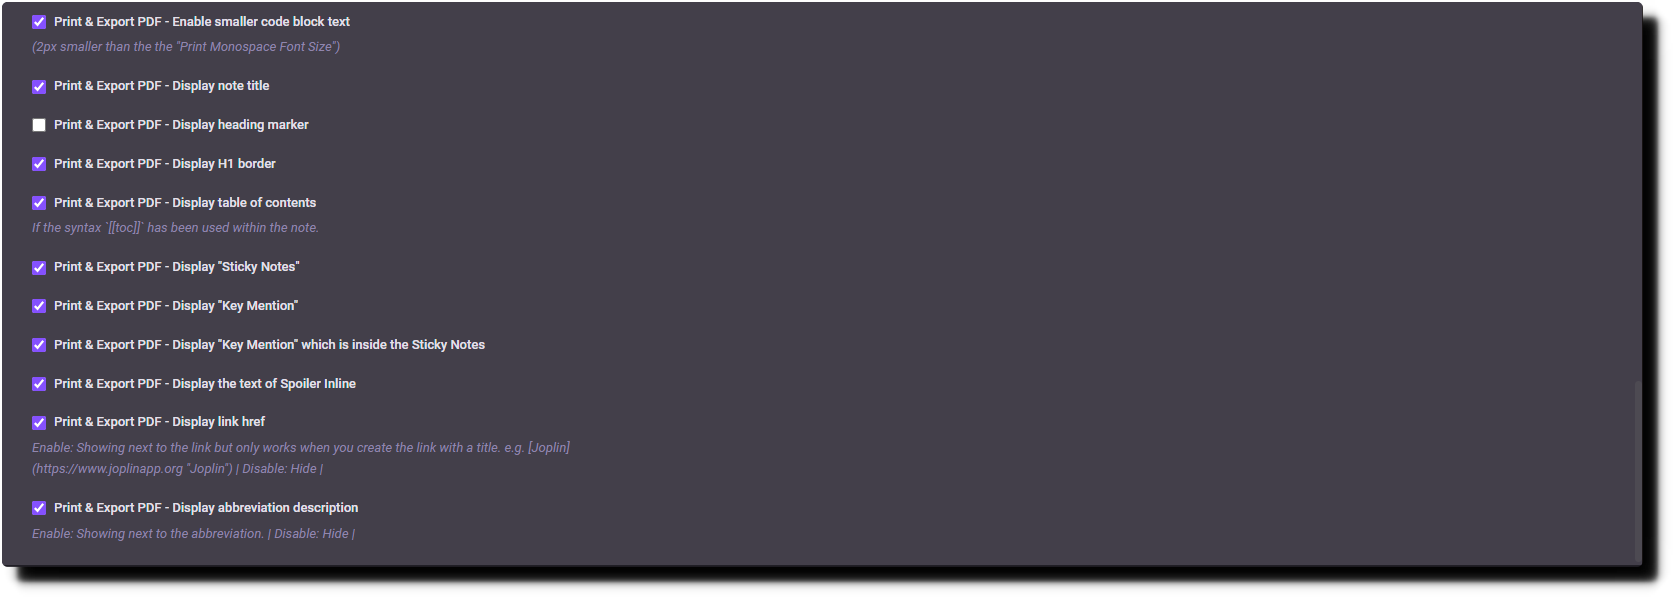 Print & Export PDF - Enable smaller code block text
(2px smaller than the the "Print Monospace Font Size")
Print & Export PDF - Display note title
Print & Export PDF - Display heading marker
Print & Export PDF - Display H1 border
Print & Export PDF - Display table of contents
If the syntax `[[toc]]` has been used within the note.
Print & Export PDF - Display "Sticky Notes"
Print & Export PDF - Display "Key Mention"
Print & Export PDF - Display "Key Mention" which is inside the Sticky Notes
Print & Export PDF - Display the text of Spoiler Inline
Print & Export PDF - Display link href
Enable: Showing next to the link but only works when you create the link with a title. e.g. [Joplin]
(https://www.joplinapp.org "Joplin") | Disable: Hide |
Print & Export PDF - Display abbreviation description
Enable: Showing next to the abbreviation. | Disable: Hide |